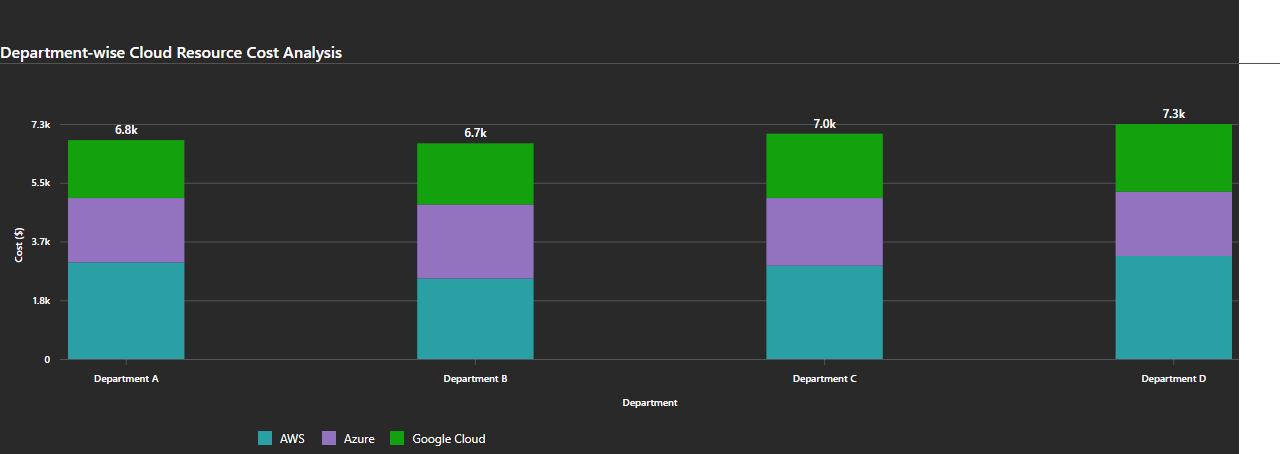 Department-wise Cloud Resource Cost Analysis
7.3k
6.8k
6.7k
7.0k
7.3k
5.5k
3.7k
1.8k
0
Cost ($)
Department A
Department B
Department C
Department D
Department
AWS
Azure
Google Cloud